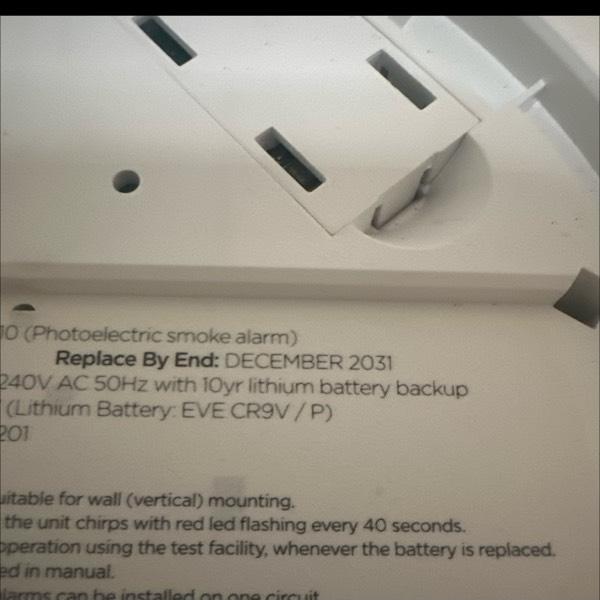 10 (Photoelectric smoke alarm)
Replace By End: DECEMBER 2031
240V AC 50Hz with 10yr lithium battery backup
(Lithium Battery: EVE CR9V / P)
201
uitable for wall (vertical) mounting.
the unit chirps with red led flashing every 40 seconds.
operation using the test facility, whenever the battery is replaced.
ed in manual.
larms can be installed on one circuit